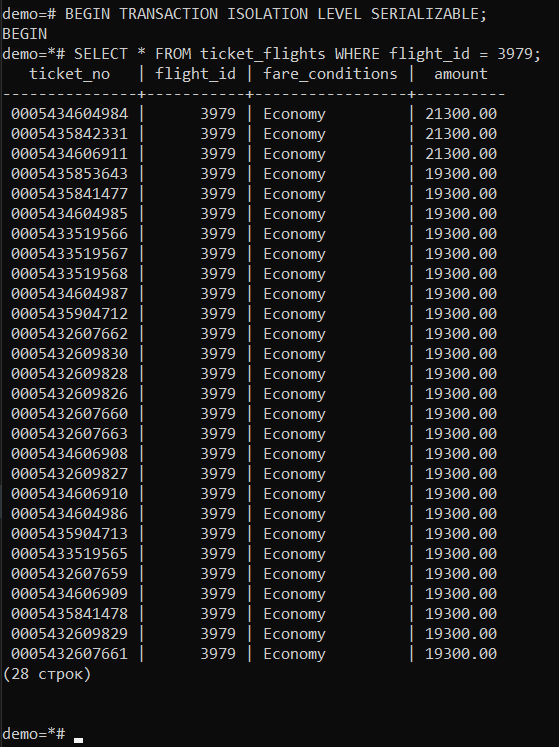 demo=# BEGIN TRANSACTION ISOLATION LEVEL SERIALIZABLE;
BEGIN
demo=*# SELECT * FROM ticket_flights WHERE flight_id = 3979;
   ticket_no   | flight_id | fare_conditions |  amount
---------------+-----------+-----------------+----------
 0005434604984 |      3979 | Economy         | 21300.00
 0005435842331 |      3979 | Economy         | 21300.00
 0005434606911 |      3979 | Economy         | 21300.00
 0005435853643 |      3979 | Economy         | 19300.00
 0005435841477 |      3979 | Economy         | 19300.00
 0005434604985 |      3979 | Economy         | 19300.00
 0005433519566 |      3979 | Economy         | 19300.00
 0005433519567 |      3979 | Economy         | 19300.00
 0005433519568 |      3979 | Economy         | 19300.00
 0005434604987 |      3979 | Economy         | 19300.00
 0005435904712 |      3979 | Economy         | 19300.00
 0005432607662 |      3979 | Economy         | 19300.00
 0005432609830 |      3979 | Economy         | 19300.00
 0005432609828 |      3979 | Economy         | 19300.00
 0005432609826 |      3979 | Economy         | 19300.00
 0005432607660 |      3979 | Economy         | 19300.00
 0005432607663 |      3979 | Economy         | 19300.00
 0005434606908 |      3979 | Economy         | 19300.00
 0005432609827 |      3979 | Economy         | 19300.00
 0005434606910 |      3979 | Economy         | 19300.00
 0005434604986 |      3979 | Economy         | 19300.00
 0005435904713 |      3979 | Economy         | 19300.00
 0005433519565 |      3979 | Economy         | 19300.00
 0005432607659 |      3979 | Economy         | 19300.00
 0005434606909 |      3979 | Economy         | 19300.00
 0005435841478 |      3979 | Economy         | 19300.00
 0005432609829 |      3979 | Economy         | 19300.00
 0005432607661 |      3979 | Economy         | 19300.00
(28 строк)
demo=*#